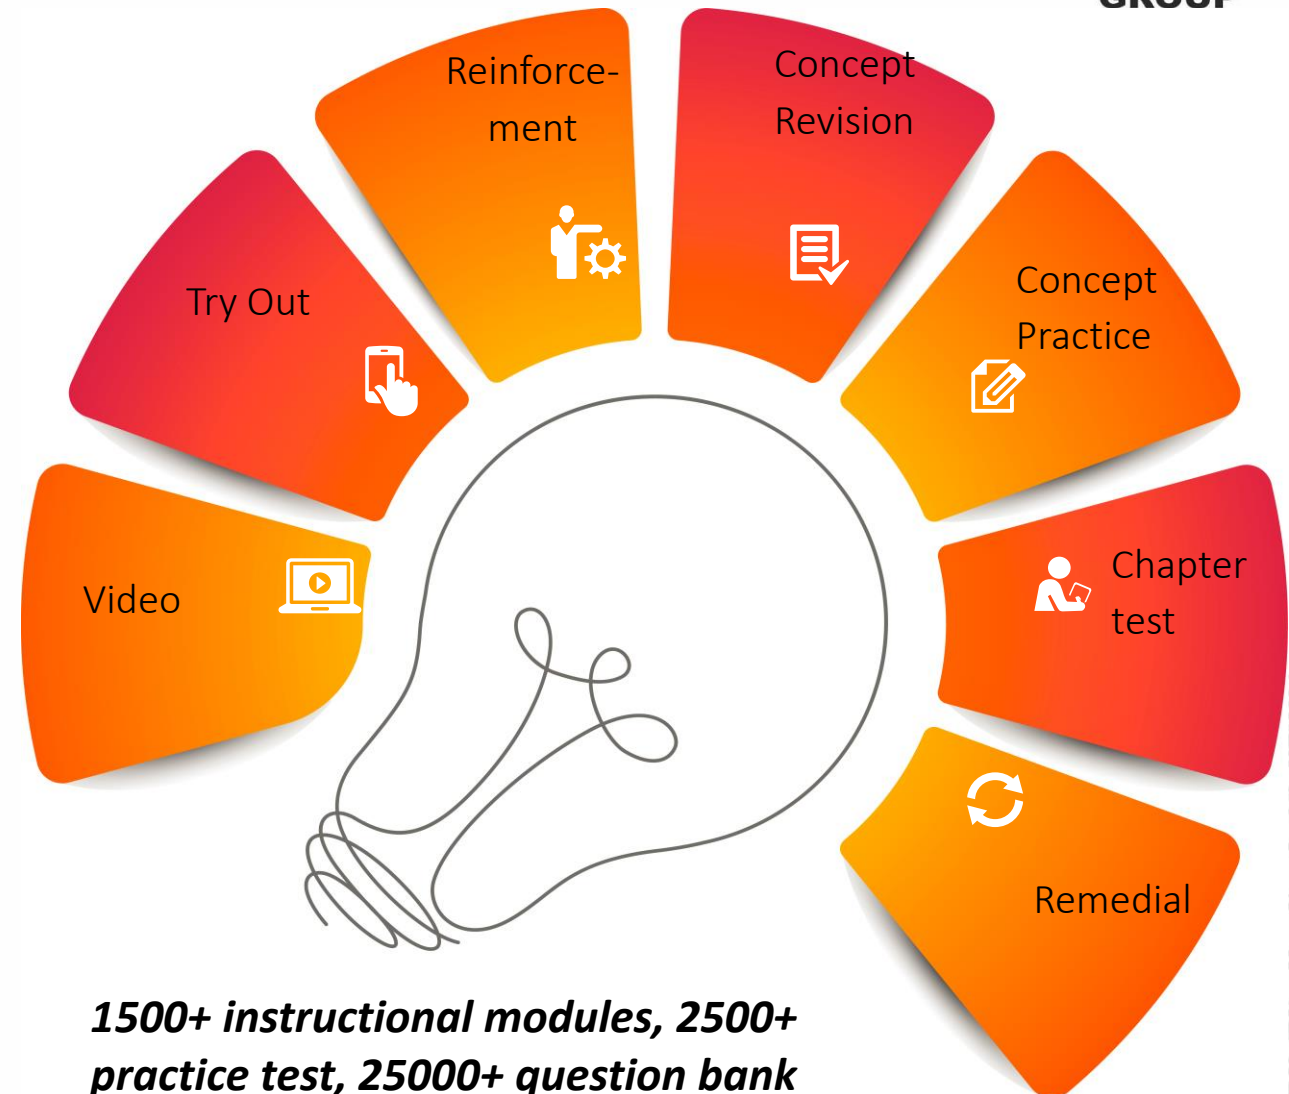 GROUP
Reinforce-
ment
Concept
Revision
Try Out
Concept
Practice
Video
Chapter
test
Remedial
1500+ instructional modules, 2500+
practice test, 25000+ question bank